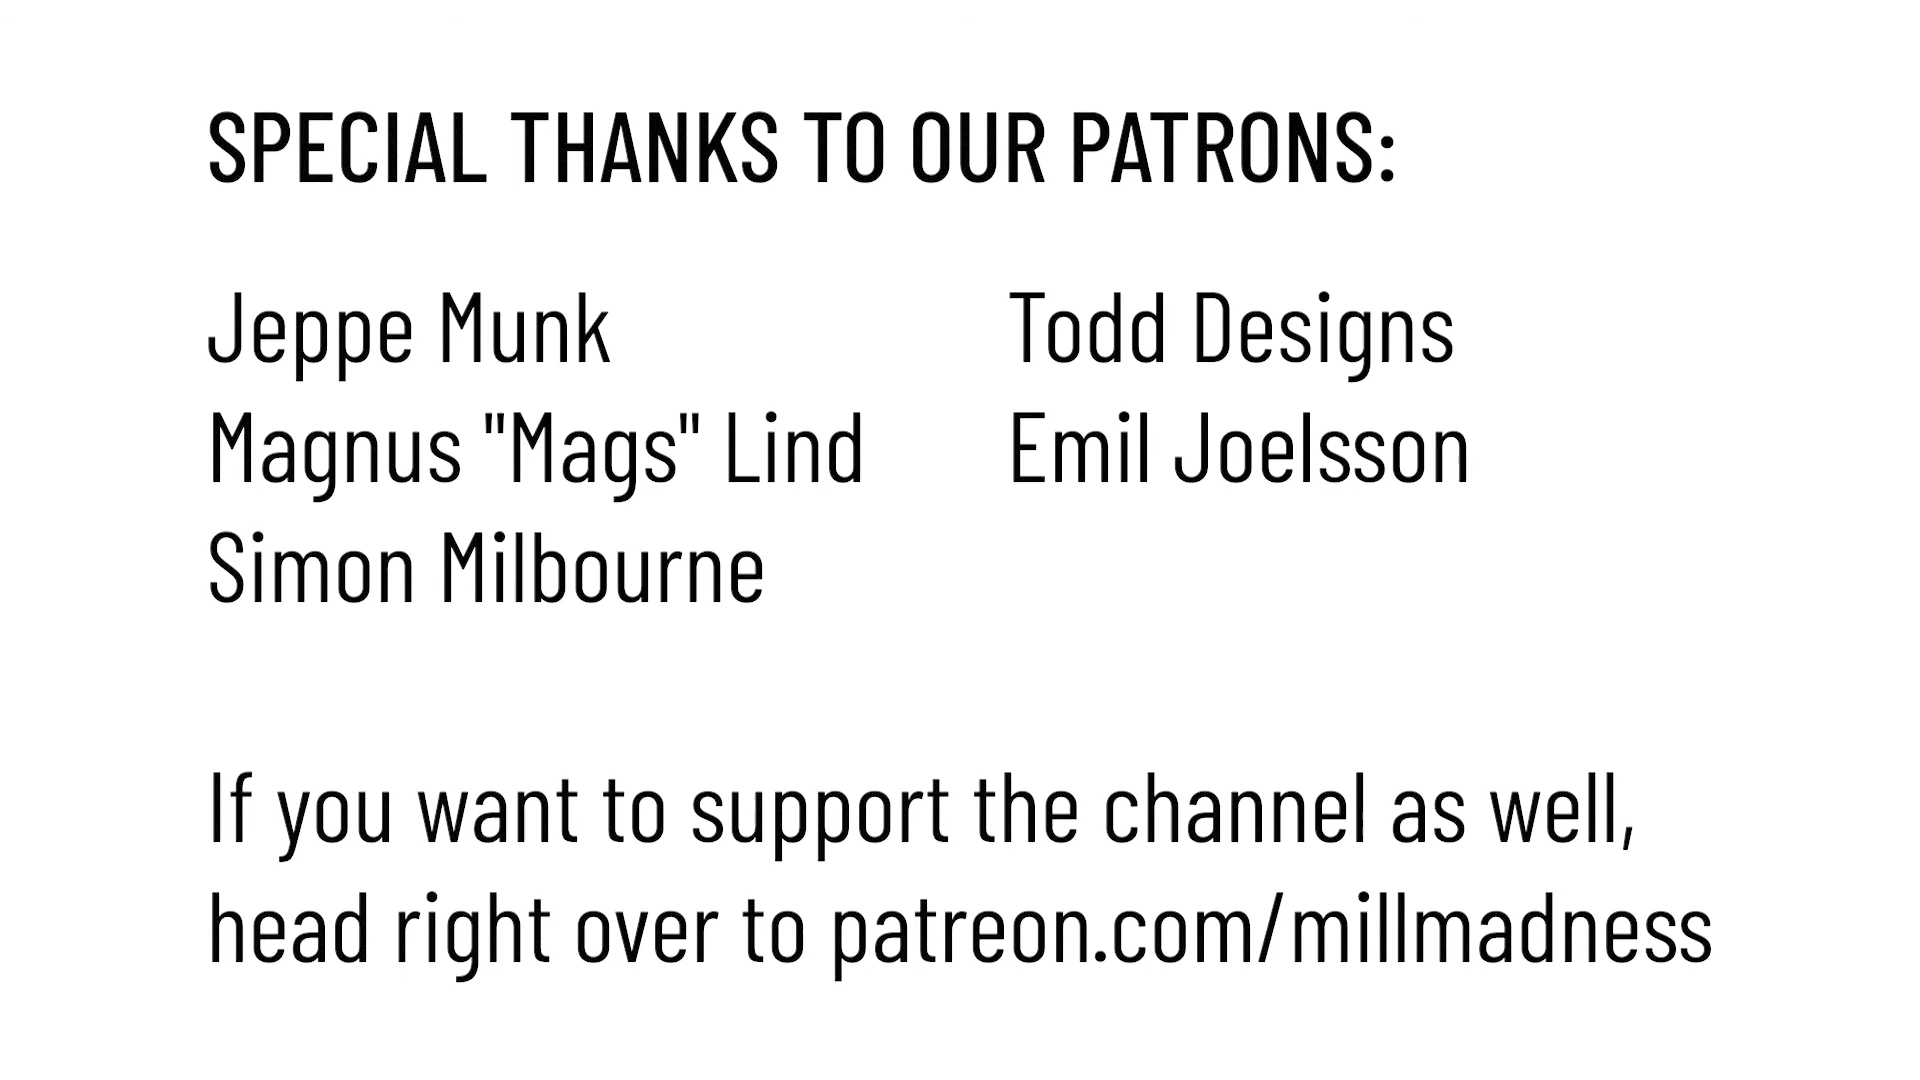 SPECIAL THANKS TO OUR PATRONS:
Jeppe Munk
Magnus "Mags" Lind
Simon Milbourne
Todd Designs
Emil Joelsson
If you want to support the channel as well,
head right over to patreon.com/millmadness